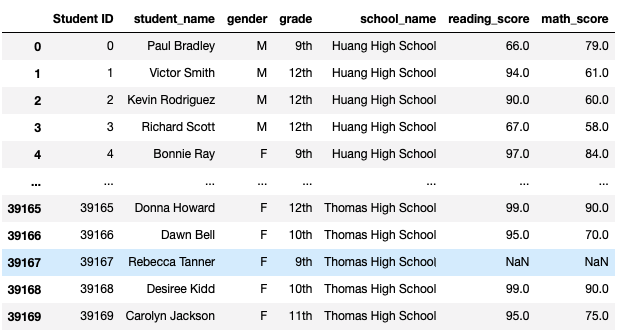 Student ID student_name gender grade school_name reading_score math_score
0 0 Paul Bradley M 9th Huang High School 66.0 79.0
1 1 Victor Smith M 12th Huang High School 94.0 61.0
2 2 Kevin Rodriguez M 12th Huang High School 90.0 60.0
3 3 Richard Scott M 12th Huang High School 67.0 58.0
4 4 Bonnie Ray F 9th Huang High School 97.0 84.0
... ... ... ... ... ... ... ...
39165 39165 Donna Howard F 12th Thomas High School 99.0 90.0
39166 39166 Dawn Bell F 10th Thomas High School 95.0 70.0
39167 39167 Rebecca Tanner F 9th Thomas High School NaN NaN
39168 39168 Desiree Kidd F 10th Thomas High School 99.0 90.0
39169 39169 Carolyn Jackson F 11th Thomas High School 95.0 75.0